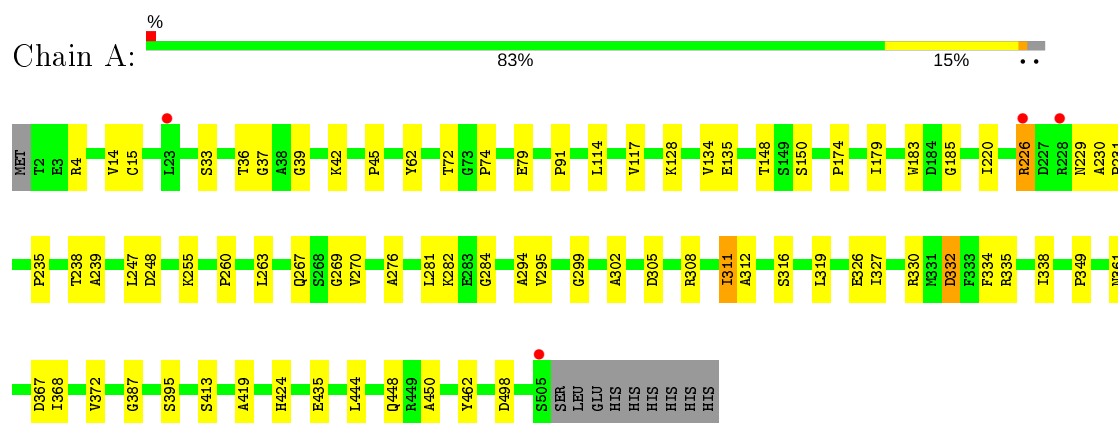 %
Chain A:
83% 15% • •
MET T2 E3 R4 V14 C15 L23 S33 T36 G37 A38 G39 K42 P45 Y62 T72 G73 P74 E79 P91 L114 V117 K128 V134 E135 T148 S149 S150 P174 I179 W183 D184 G185 I220 R226 D227 R228 N229 A230 P231
P235 T238 A239 L247 D248 K255 P260 L263 Q267 S268 G269 V270 A276 L281 K282 E283 G284 A294 V295 G299 A302 D305 R308 I311 A312 S316 L319 E326 I327 R330 M331 D332 F333 F334 R335 I338 P349 N361
D367 I368 V372 G387 S395 S413 A419 H424 E435 L444 Q448 R449 A450 Y462 D498 S505 SER LEU GLU HIS HIS HIS HIS HIS HIS